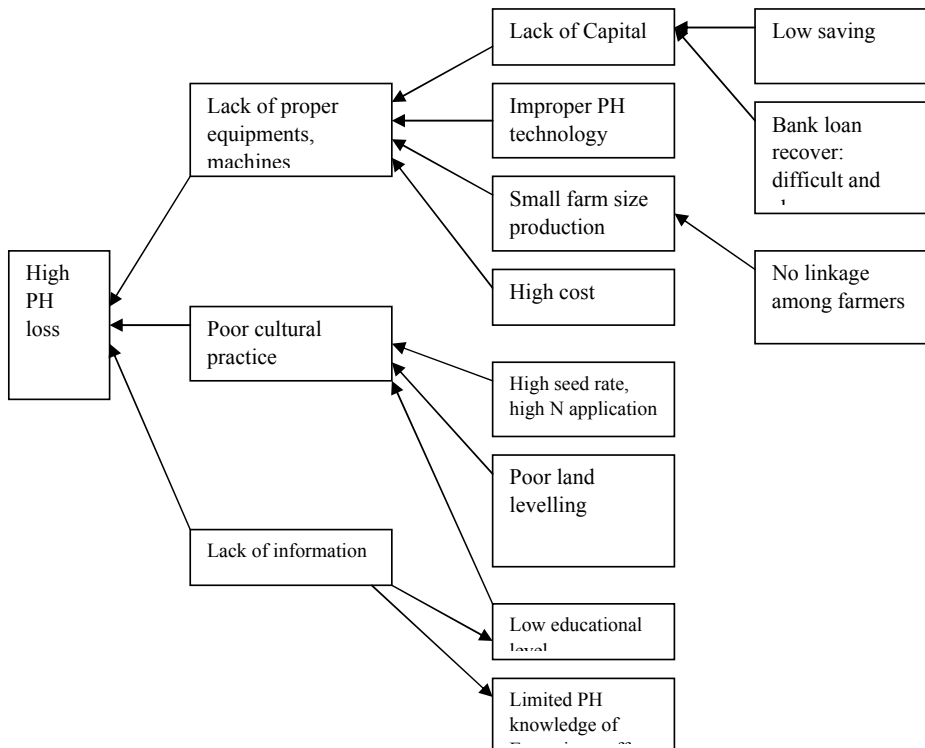 High
PH
loss
Lack of proper
equipments,
machines
Poor cultural
practice
Lack of information
Lack of Capital
Improper PH
technology
Small farm size
production
High cost
High seed rate,
high N application
Poor land
levelling
Low educational
level
Limited PH
knowledge of
Low saving
Bank loan
recover:
difficult and
No linkage
among farmers